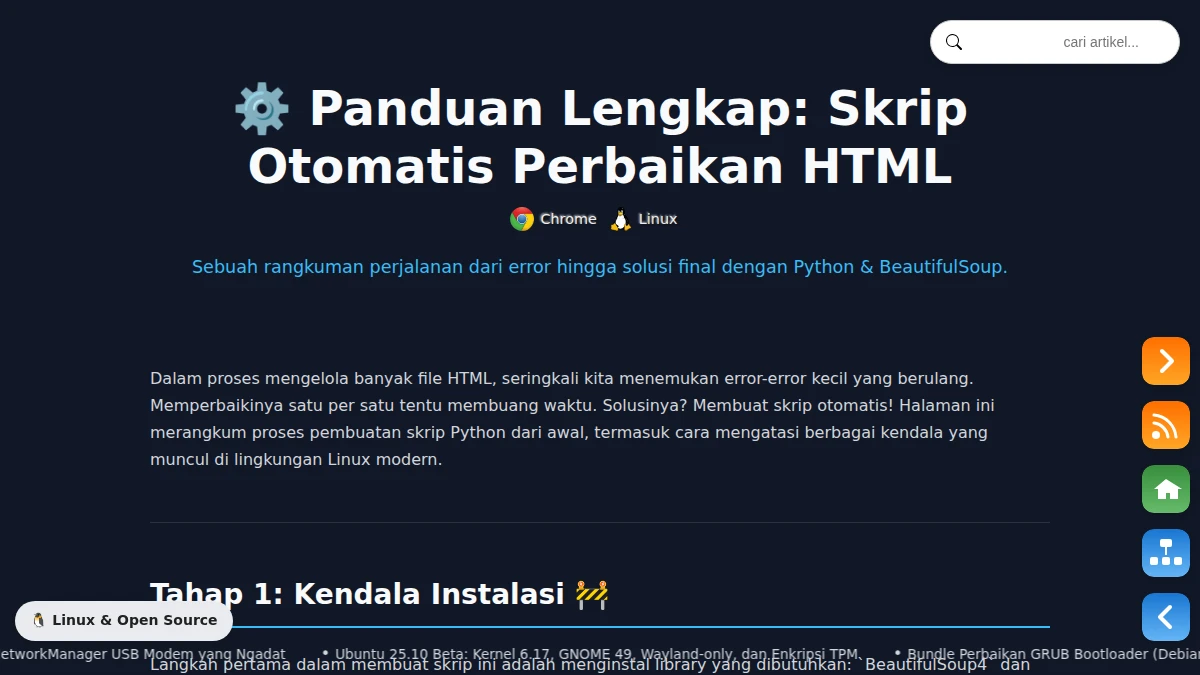 cari artikel...
Panduan Lengkap: Skrip
Otomatis Perbaikan HTML
Chrome Linux
Sebuah rangkuman perjalanan dari error hingga solusi final dengan Python & BeautifulSoup.
Dalam proses mengelola banyak file HTML, seringkali kita menemukan error-error kecil yang berulang.
Memperbaikinya satu per satu tentu membuang waktu. Solusinya? Membuat skrip otomatis! Halaman ini
merangkum proses pembuatan skrip Python dari awal, termasuk cara mengatasi berbagai kendala yang
muncul di lingkungan Linux modern.
Tahap 1: Kendala Instalasi
Linux & Open Source
etworkManager USB Modem yang Ngadat • Ubuntu 25.10 Beta: Kernel 6.17, GNOME 49, Wayland-only, dan Enkripsi TPM. • Bundle Perbaikan GRUB Bootloader (Debia
Langkah pertama dalam membuat skrip ini adalah menginstal library yang dibutuhkan: BeautifulSoup4 dan